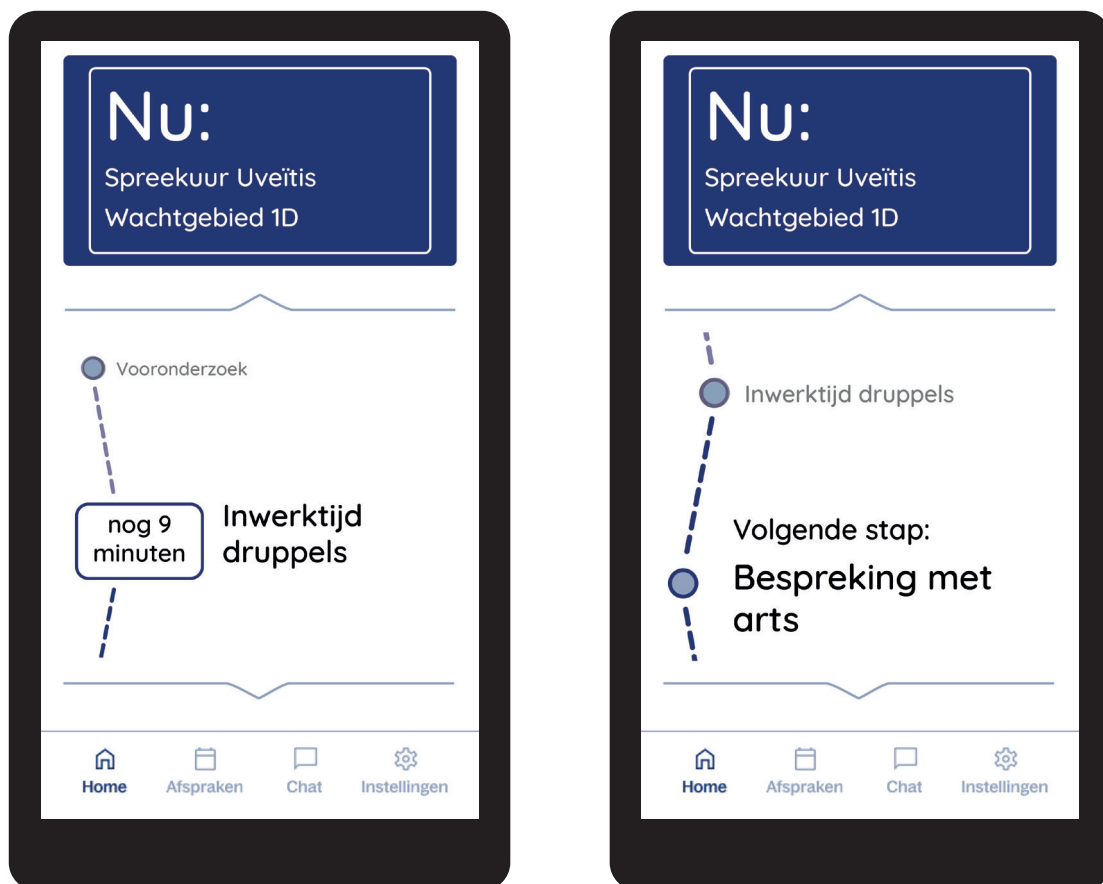 Nu:
Spreekuur Uveïtis
Wachtgebied 1D
Vooronderzoek
nog 9
minuten
Inwerktijd
druppels
Home
Afspraken
Chat
Instellingen
Nu:
Spreekuur Uveïtis
Wachtgebied 1D
Inwerktijd druppels
Volgende stap:
Bespreking met
arts
Home
Afspraken
Chat
Instellingen